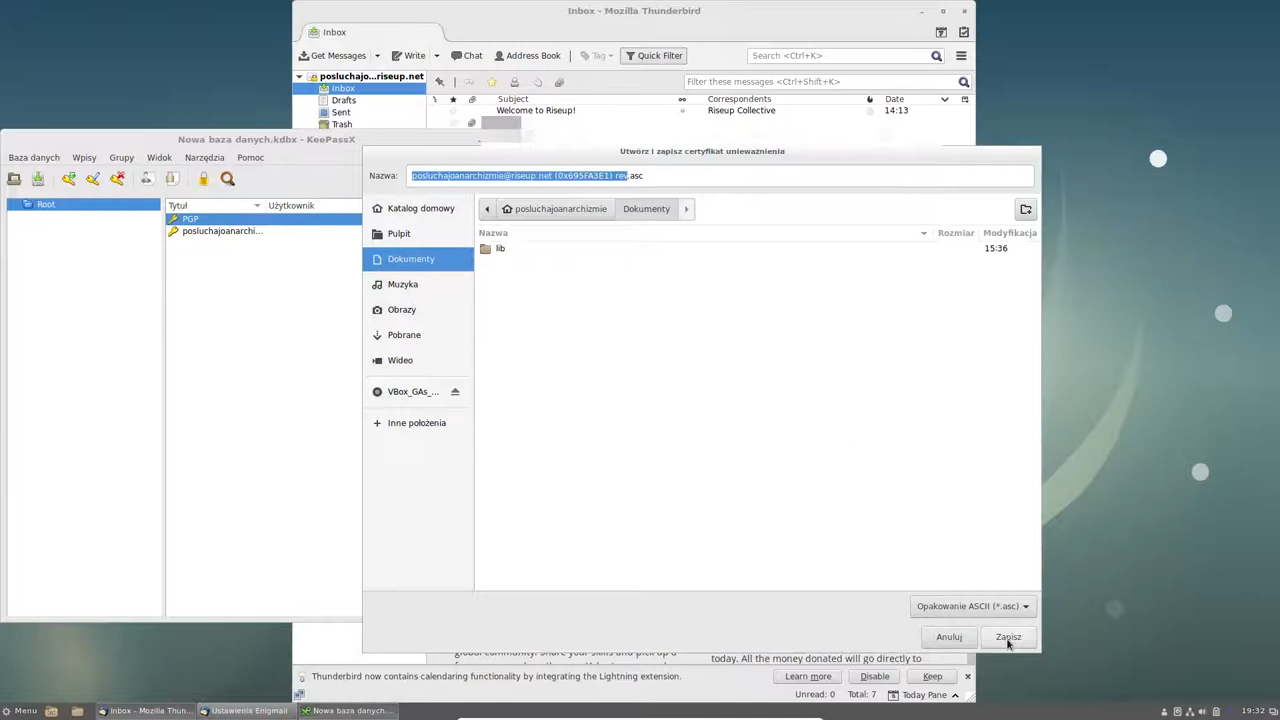 Inbox - Mozilla Thunderbird
Inbox
Get Messages
Write
Chat
Address Book
Tag
Quick Filter
Search <Ctrl+K>
posluchajo...riseup.net
Filter these messages <Ctrl+Shift+K>
Inbox
Drafts
Sent
Trash
Subject
Correspondents
Date
Welcome to Riseup!
Riseup Collective
14:13
Nowa baza danych.kdbx - KeePassX
Baza danych
Wpisy
Grupy
Widok
Narzędzia
Pomoc
Root
Tytuł
Użytkownik
PGP
posluchajoanarchi...
Utwórz i zapisz certyfikat unieważnienia
Nazwa:
posluchajoanarchizmie@riseup.net (0x695FA3E1) rev.asc
Katalog domowy
Pulpit
Dokumenty
Muzyka
Obrazy
Pobrane
Wideo
VBox_GAs_...
Inne położenia
posluchajoanarchizmie
Dokumenty
Nazwa
Rozmiar
Modyfikacja
lib
15:36
Opakowanie ASCII (*.asc)
Anuluj
Zapisz
today. All the money donated will go directly to
Thunderbird now contains calendaring functionality by integrating the Lightning extension.
Learn more
Disable
Keep
Unread: 0
Total: 7
Today Pane
Menu
Inbox - Mozilla Thun...
Ustawienia Enigmail
Nowa baza danych....
19:32